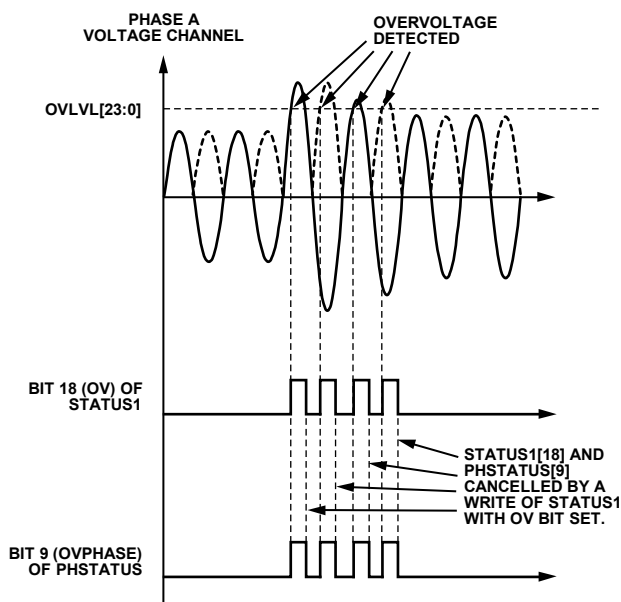 PHASE A
VOLTAGE CHANNEL
OVERVOLTAGE
DETECTED
OVLVL[23:0]
BIT 18 (OV) OF
STATUS1
STATUS1[18] AND
PHSTATUS[9]
CANCELLED BY A
WRITE OF STATUS1
WITH OV BIT SET.
BIT 9 (OVPHASE)
OF PHSTATUS